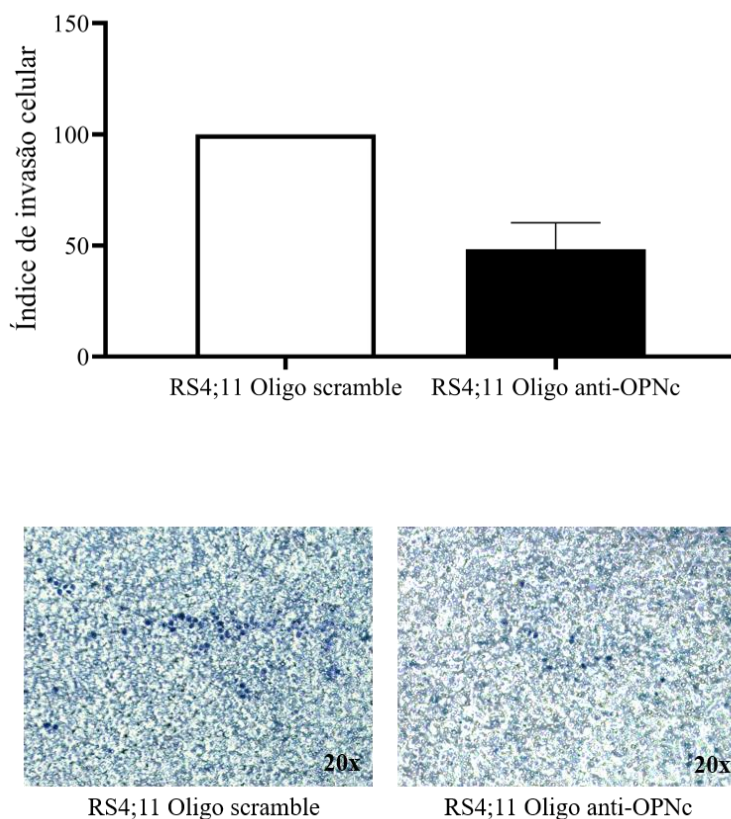 Índice de invasão celular
150
100
50
0
RS4;11 Oligo scramble
RS4;11 Oligo anti-OPNc
20x
20x
RS4;11 Oligo scramble
RS4;11 Oligo anti-OPNc